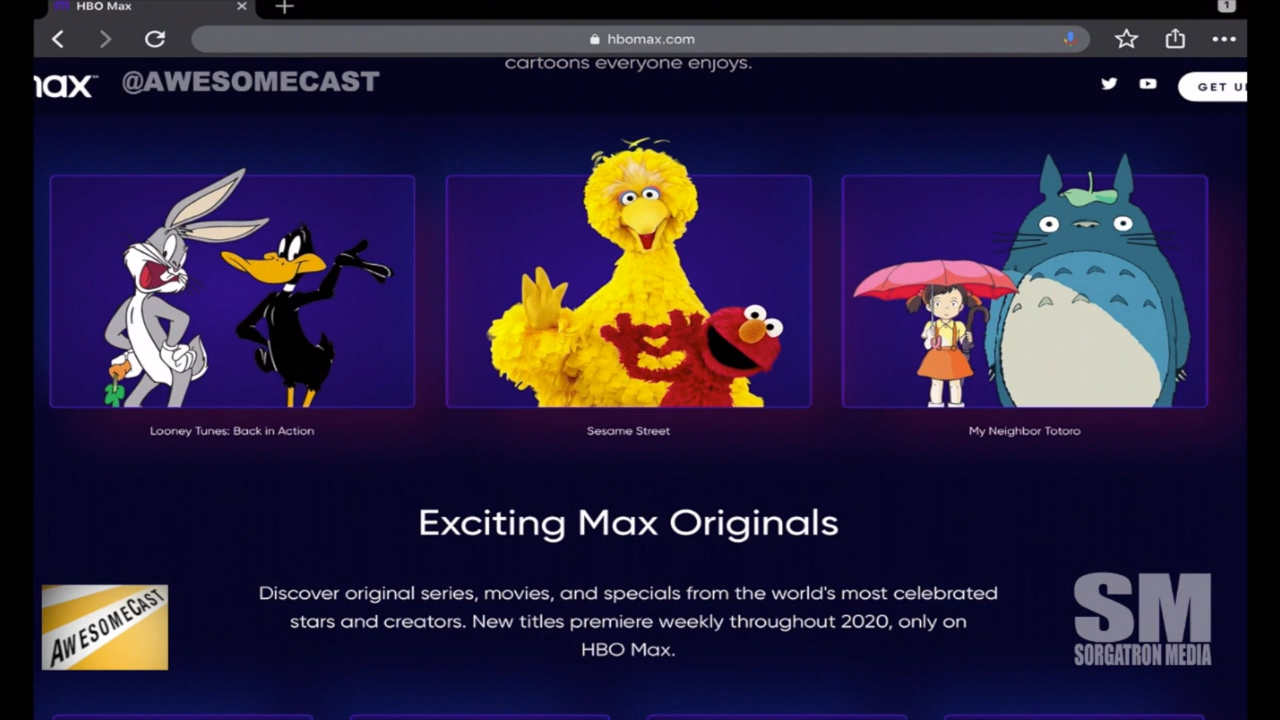 HBO Max
1
hbomax.com
cartoons everyone enjoys.
max
@AWESOMECAST
GET U
Looney Tunes: Back in Action
Sesame Street
My Neighbor Totoro
Exciting Max Originals
Discover original series, movies, and specials from the world's most celebrated
stars and creators. New titles premiere weekly throughout 2020, only on
HBO Max.
AWESOMECAST
SM
SORGATRON MEDIA